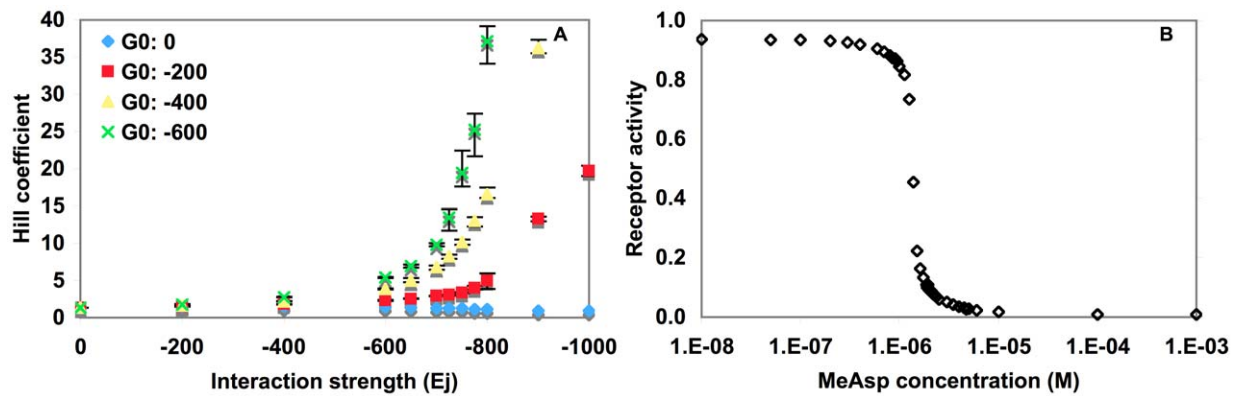 40
35
30
25
20
15
10
5
0
Hill coefficient
G0: 0
G0: -200
G0: -400
G0: -600
A
0 -200 -400 -600 -800 -1000
Interaction strength (Ej)
1.0
0.8
0.6
0.4
0.2
0.0
Receptor activity
B
1.E-08 1.E-07 1.E-06 1.E-05 1.E-04 1.E-03
MeAsp concentration (M)